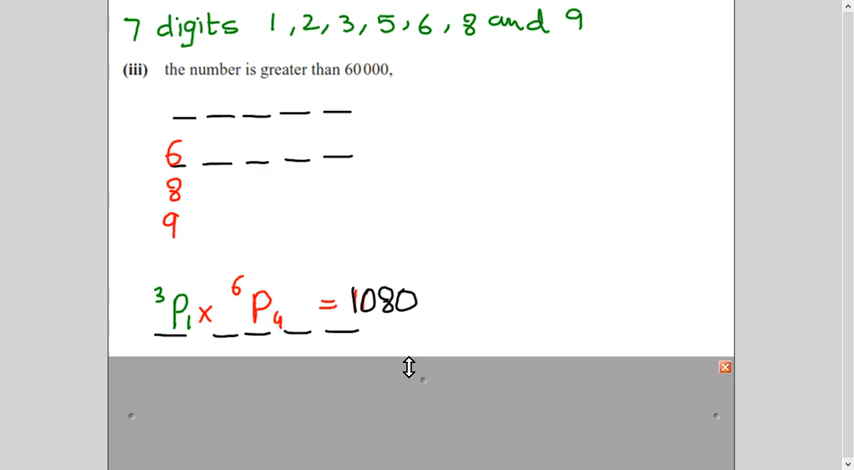 7 digits 1, 2, 3, 5, 6, 8 and 9
(iii) the number is greater than 60 000,
6
8
9
³P₁ × ⁶P₄ = 1080